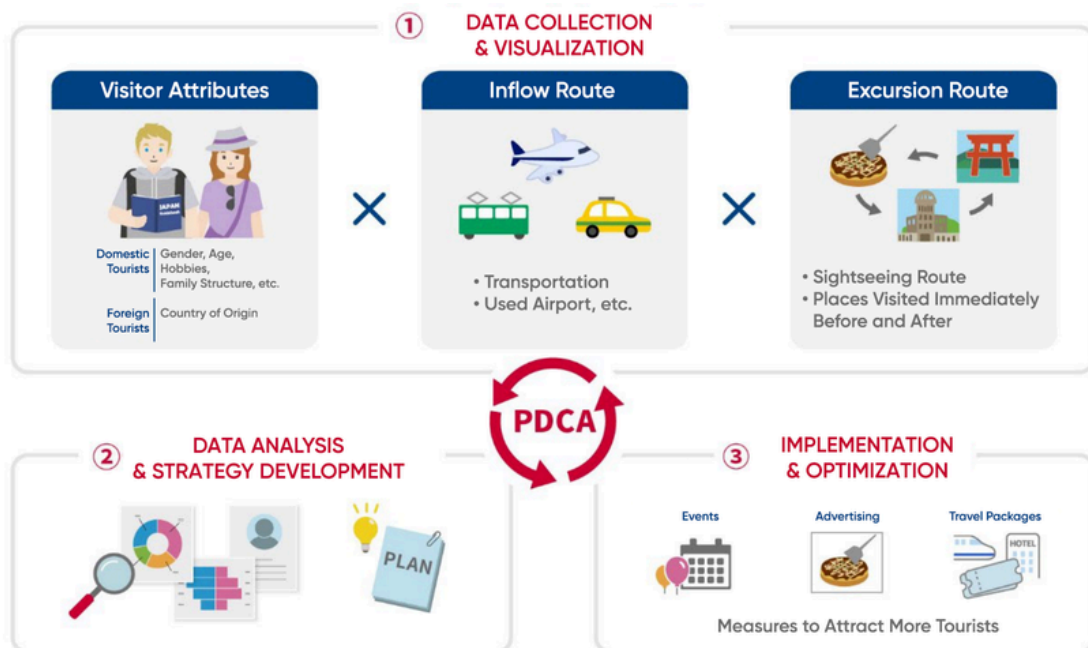 ① DATA COLLECTION
& VISUALIZATION
Visitor Attributes
JAPAN
Domestic
Tourists
Gender, Age,
Hobbies,
Family Structure, etc.
Foreign
Tourists
Country of Origin
×
Inflow Route
• Transportation
• Used Airport, etc.
×
Excursion Route
• Sightseeing Route
• Places Visited Immediately
Before and After
PDCA
② DATA ANALYSIS
& STRATEGY DEVELOPMENT
PLAN
③ IMPLEMENTATION
& OPTIMIZATION
Events
Advertising
Travel Packages
HOTEL
Measures to Attract More Tourists